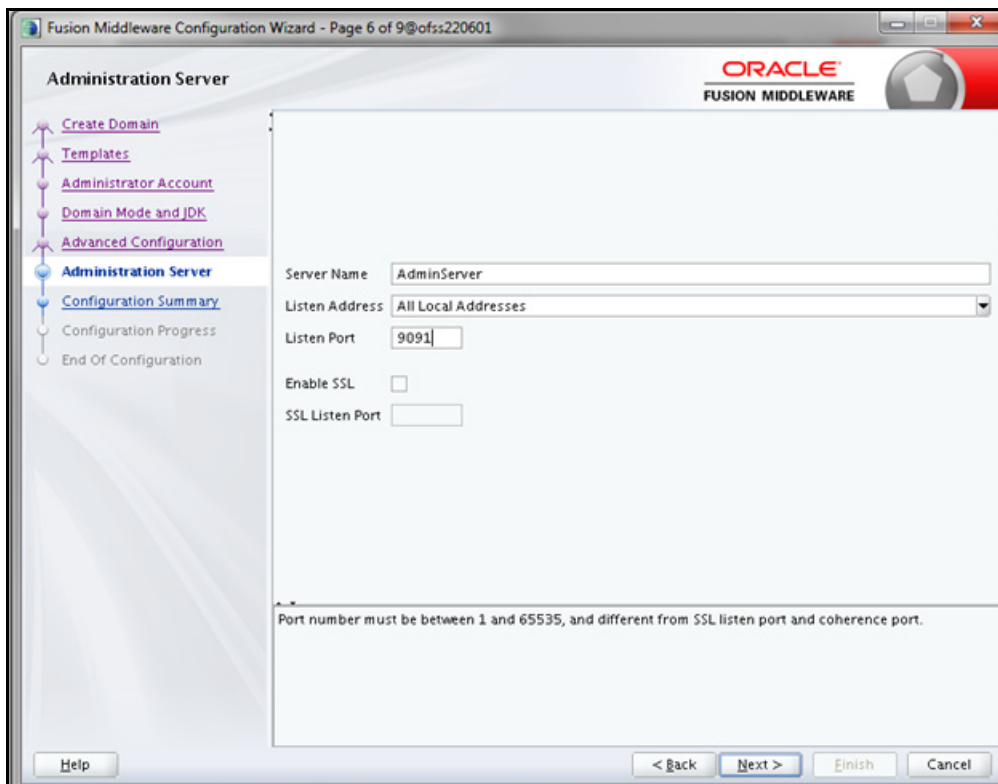 Fusion Middleware Configuration Wizard - Page 6 of 9@ofss220601
Administration Server
ORACLE
FUSION MIDDLEWARE
Create Domain
Templates
Administrator Account
Domain Mode and JDK
Advanced Configuration
Administration Server
Configuration Summary
Configuration Progress
End Of Configuration
Server Name AdminServer
Listen Address All Local Addresses
Listen Port 9091
Enable SSL
SSL Listen Port
Port number must be between 1 and 65535, and different from SSL listen port and coherence port.
Help < Back Next > Finish Cancel